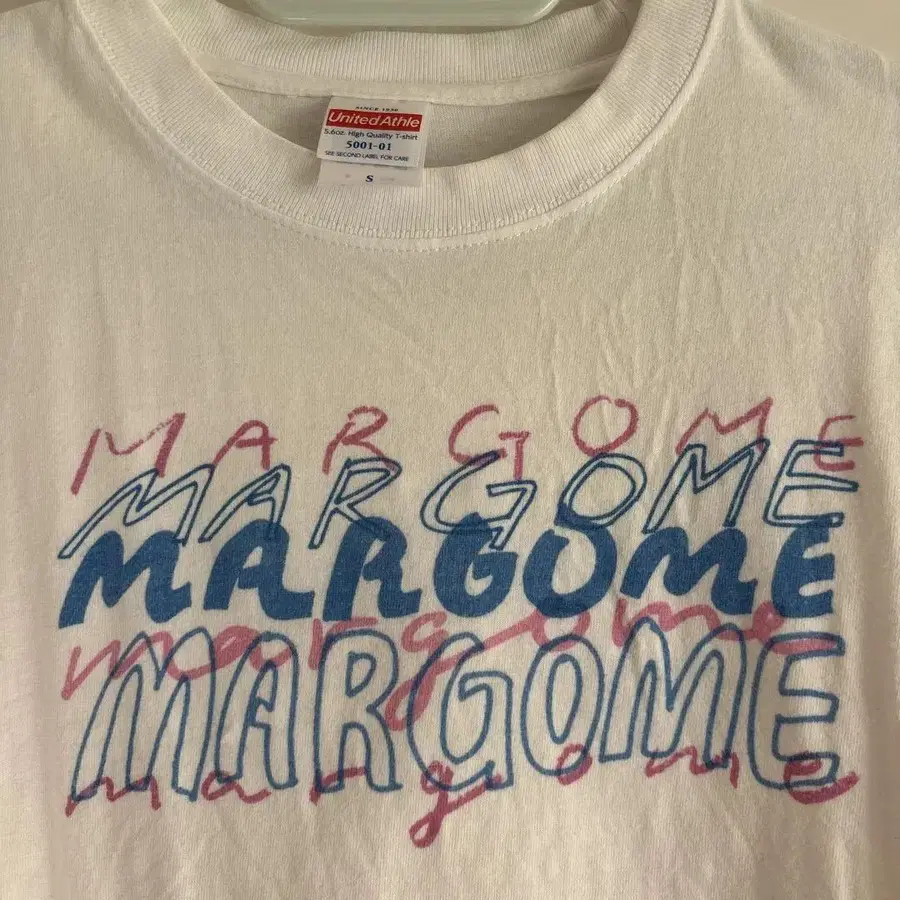 SINCE 1936
United Athle
5.6oz. High Quality T-shirt
5001-01
SEE SECOND LABEL FOR CARE
S
MARGOME
MARGOME
MARGOME
margome
MARGOME
margome